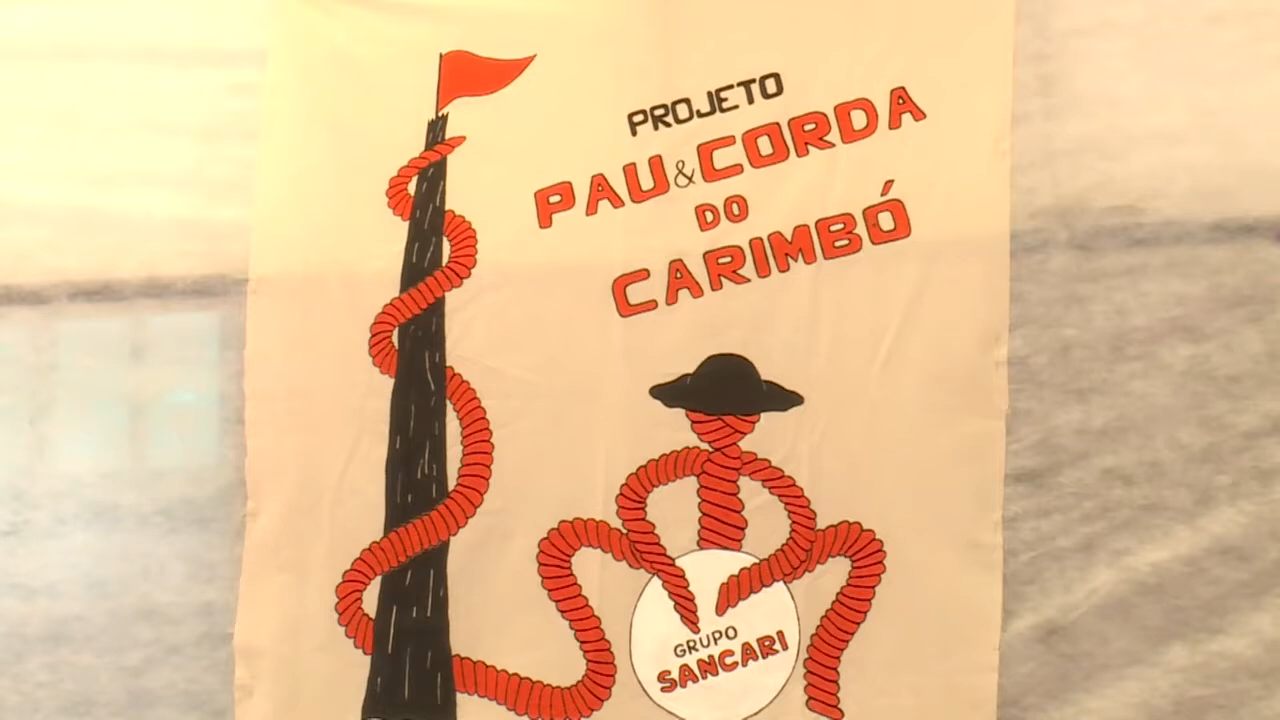 PROJETO
PAU & CORDA
DO
CARIMBÓ
GRUPO
SANCARI